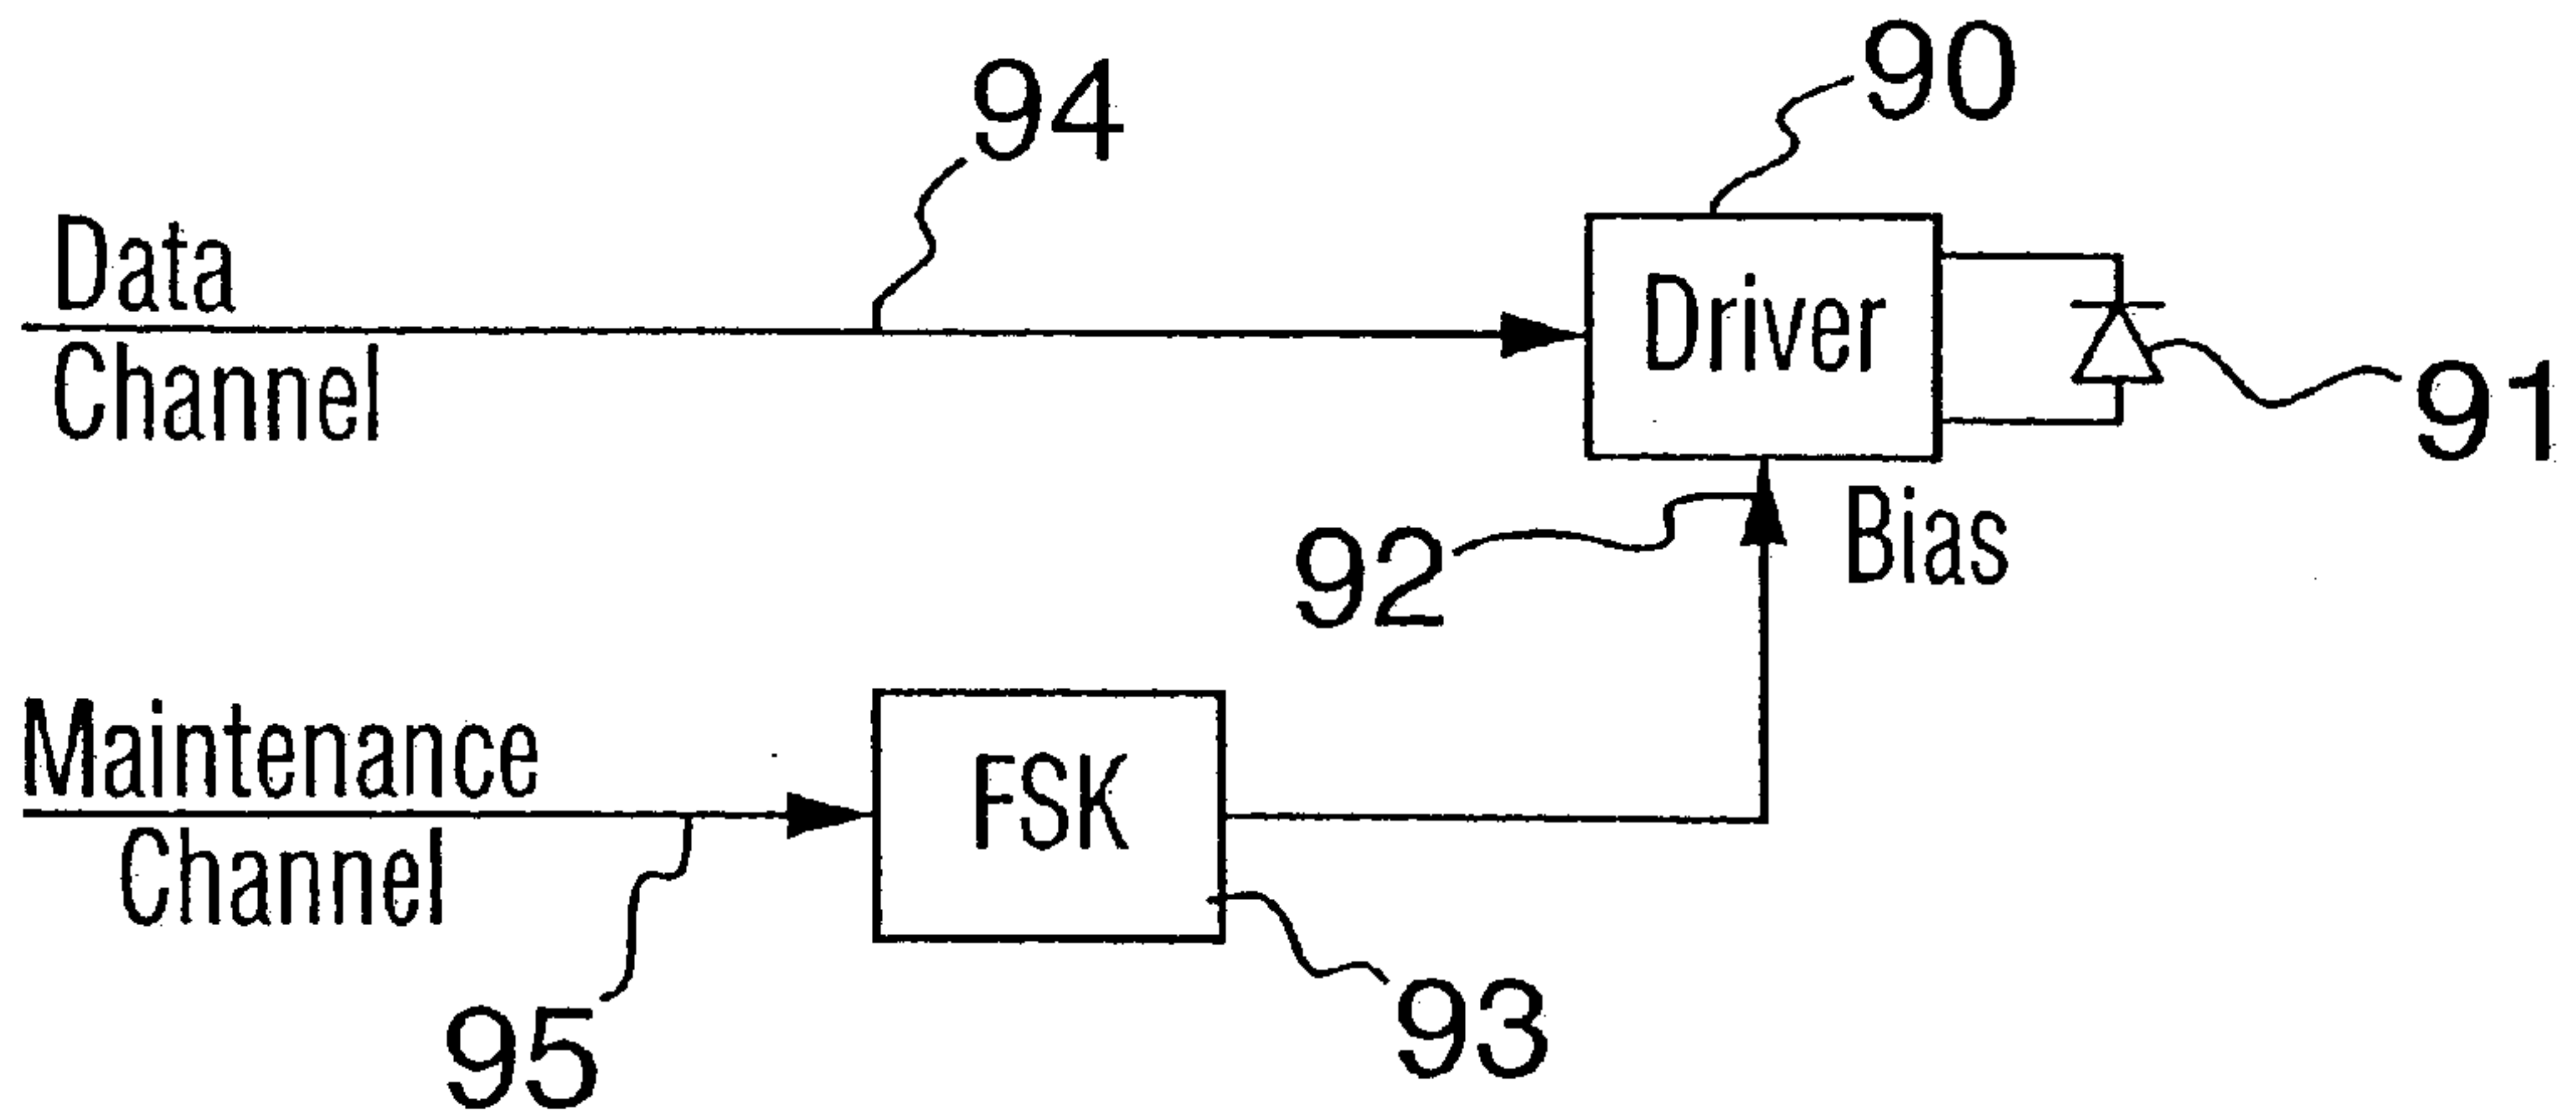 94
90
Data
Channel
Driver
91
92
Bias
Maintenance
Channel
FSK
93
95